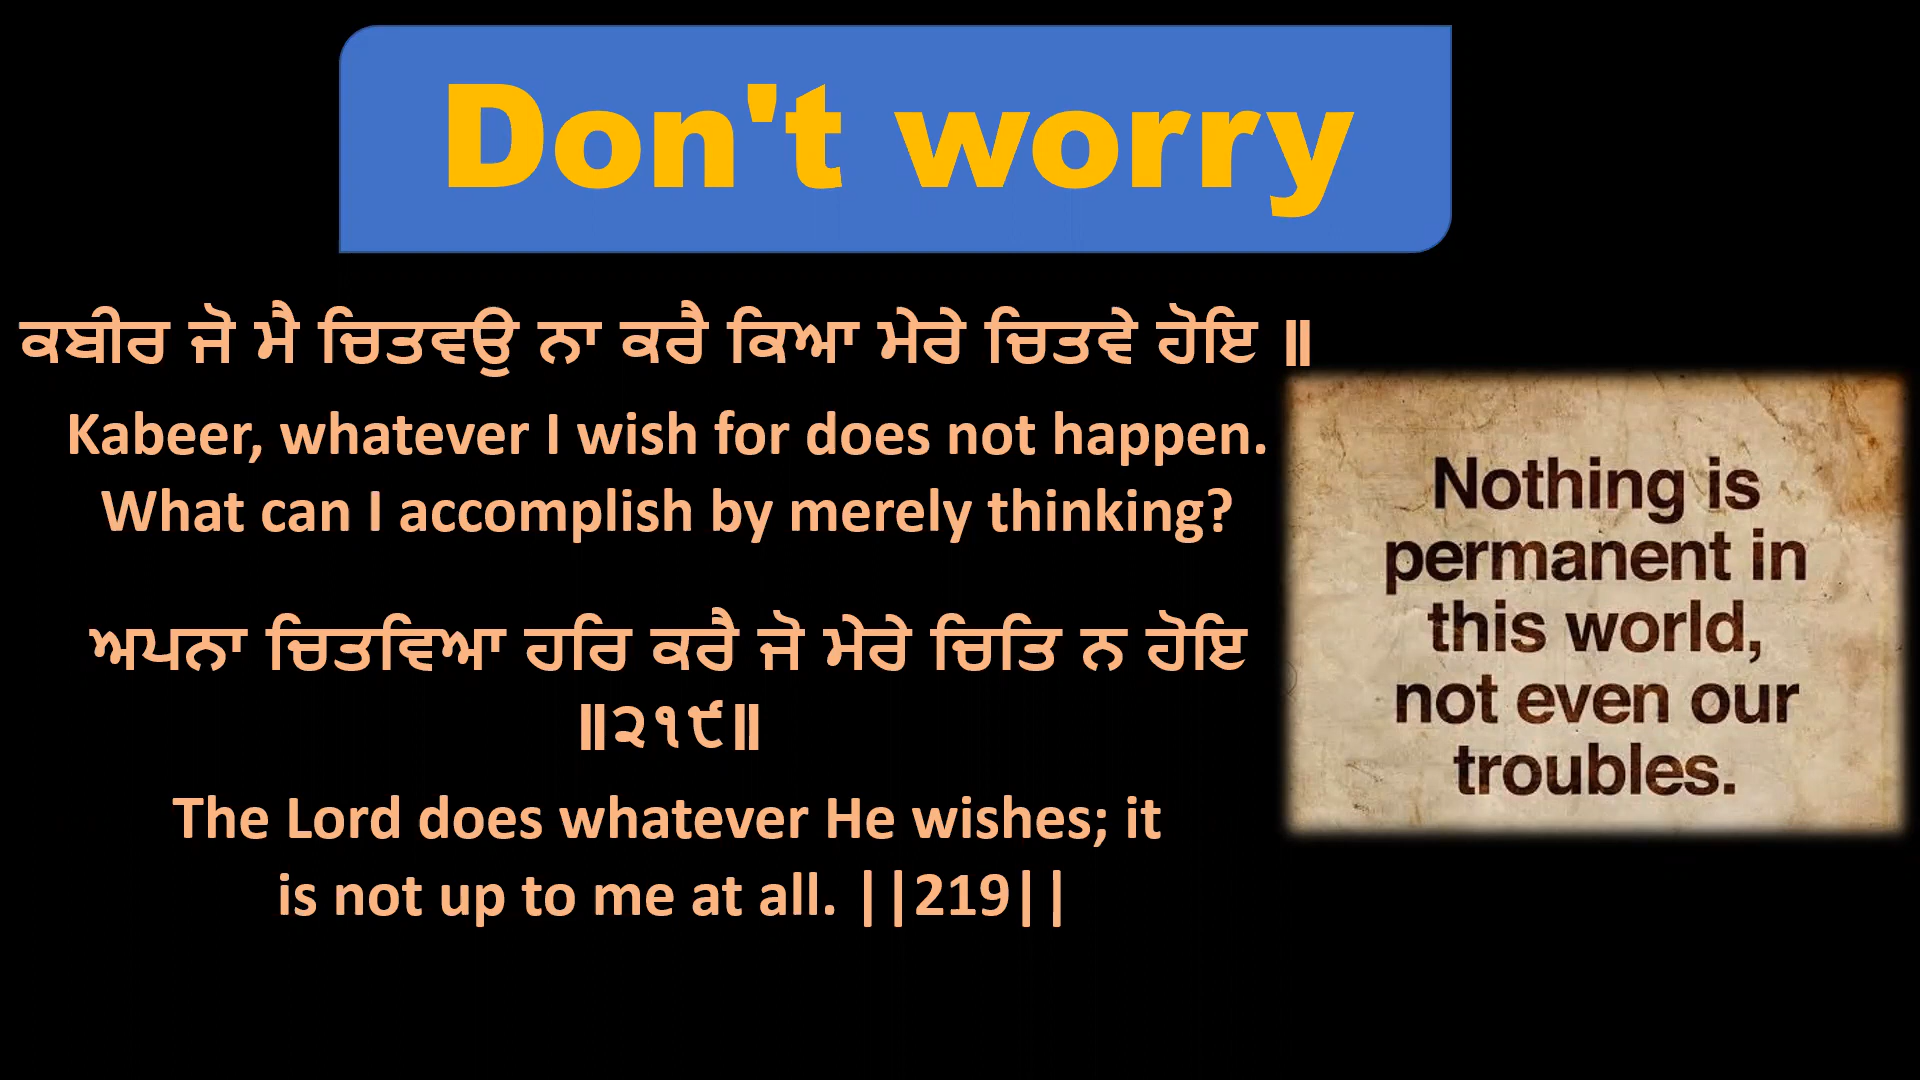 Don't worry
ਕਬੀਰ ਜੋ ਮੈ ਚਿਤਵਉ ਨਾ ਕਰੈ ਕਿਆ ਮੇਰੇ ਚਿਤਵੇ ਹੋਇ ॥
Kabeer, whatever I wish for does not happen.
What can I accomplish by merely thinking?
ਅਪਨਾ ਚਿਤਵਿਆ ਹਰਿ ਕਰੈ ਜੋ ਮੇਰੇ ਚਿਤਿ ਨ ਹੋਇ
॥੨੧੯॥
The Lord does whatever He wishes; it
is not up to me at all. ||219||
Nothing is
permanent in
this world,
not even our
troubles.